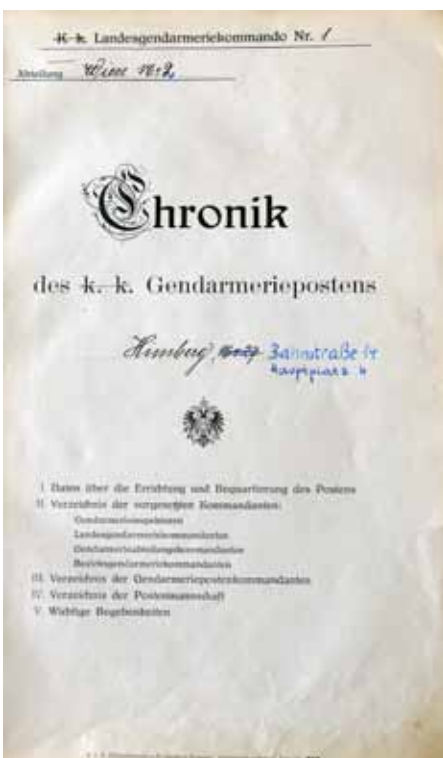 K. k. Landesgendarmeriekommando Nr. 1
Abteilung Wien Nr 2
Chronik
des k. k. Gendarmeriepostens
Himberg, Bahnstraße
Hauptplatz 4
I. Daten über die Errichtung und Bequartierung des Postens
II. Verzeichnis der vorgesetzten Kommandanten:
Gendarmerieinspektoren
Landesgendarmeriekommandanten
Gendarmerieabteilungskommandanten
Bezirksgendarmeriekommandanten
III. Verzeichnis der Gendarmeriepostenkommandanten
IV. Verzeichnis der Postenmannschaft
V. Wichtige Begebenheiten